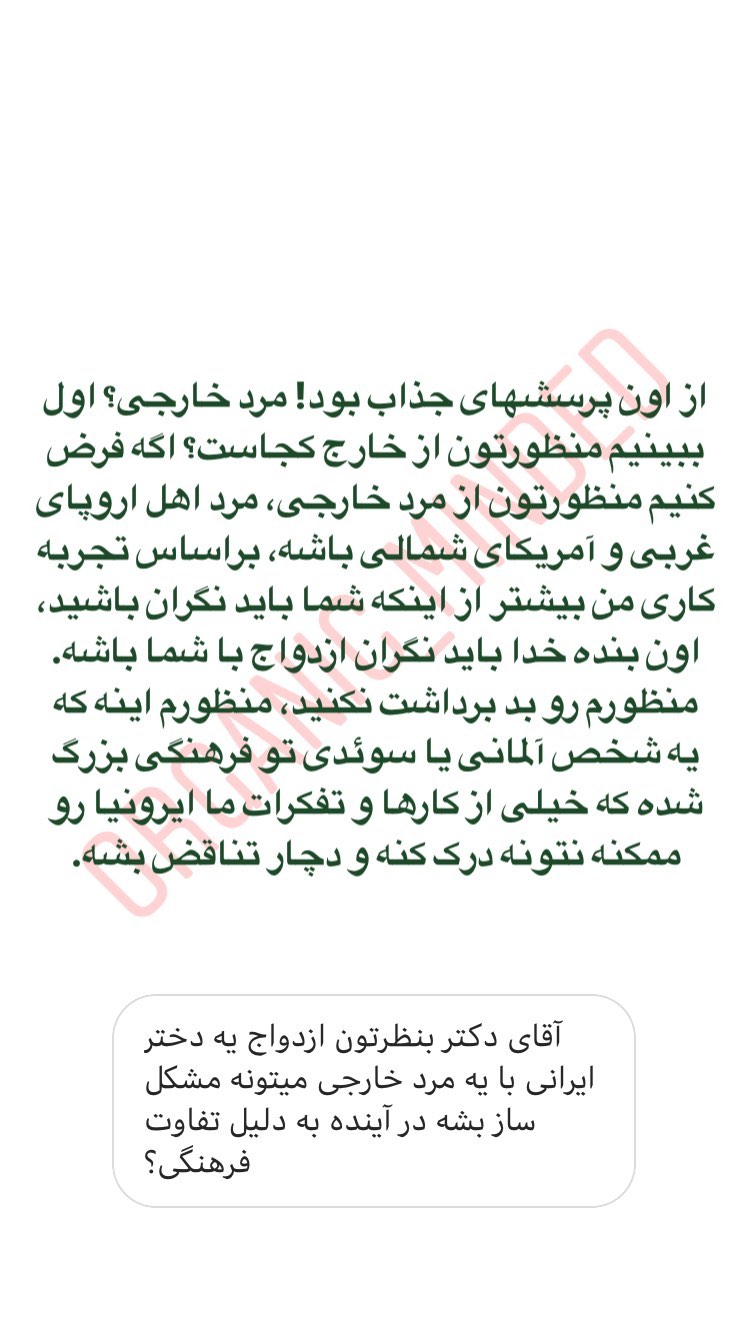 از اون پرسشهای جذاب بود! مرد خارجی؟ اول
ببینیم منظورتون از خارج کجاست؟ اگه فرض
کنیم منظورتون از مرد خارجی، مرد اهل اروپای
غربی و آمریکای شمالی باشه، براساس تجربه
کاری من بیشتر از اینکه شما باید نگران باشید،
اون بنده خدا باید نگران ازدواج با شما باشه.
منظورم رو بد برداشت نکنید، منظورم اینه که
یه شخص آلمانی یا سوئدی تو فرهنگی بزرگ
شده که خیلی از کارها و تفکرات ما ایرونیا رو
ممکنه نتونه درک کنه و دچار تناقض بشه.
ORGANIC_MINDED
آقای دکتر بنظرتون ازدواج یه دختر
ایرانی با یه مرد خارجی میتونه مشکل
ساز بشه در آینده به دلیل تفاوت
فرهنگی؟